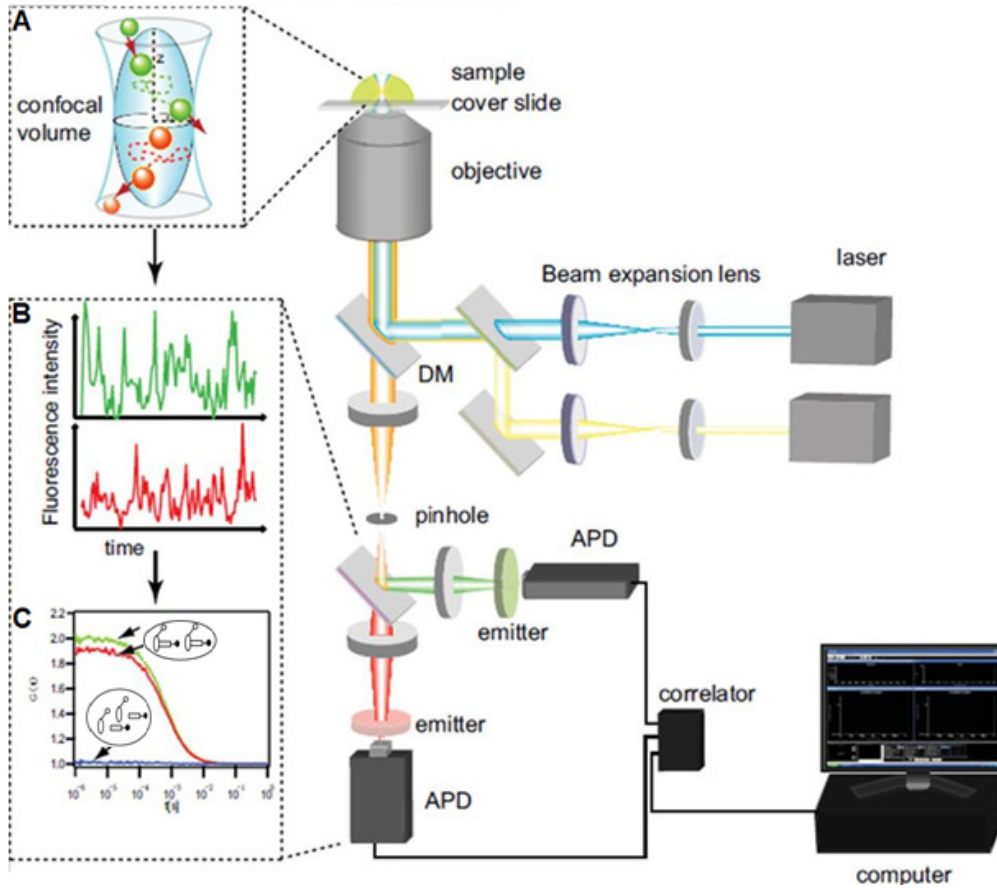 A
z
confocal
volume
sample
cover slide
objective
Beam expansion lens
laser
DM
B
Fluorescence intensity
time
pinhole
APD
emitter
C
2.2
2.0
1.8
1.6
1.4
1.2
1.0
G(τ)
10⁻⁶ 10⁻⁵ 10⁻⁴ 10⁻³ 10⁻² 10⁻¹ 10⁰
emitter
APD
correlator
computer